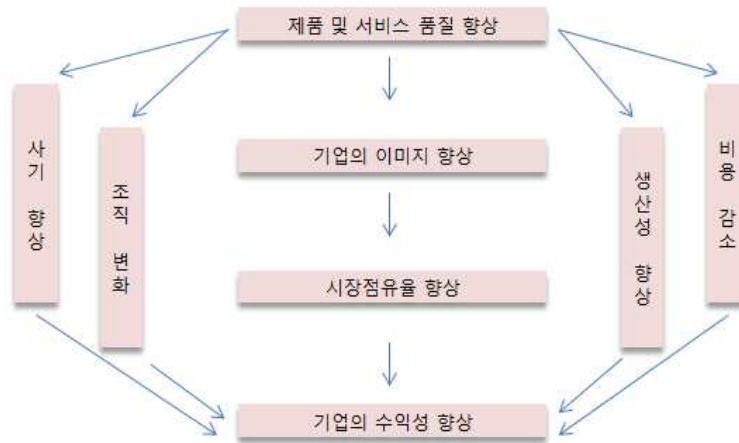 제품 및 서비스 품질 향상
사기 향상
조직 변화
기업의 이미지 향상
시장점유율 향상
생산성 향상
비용 감소
기업의 수익성 향상